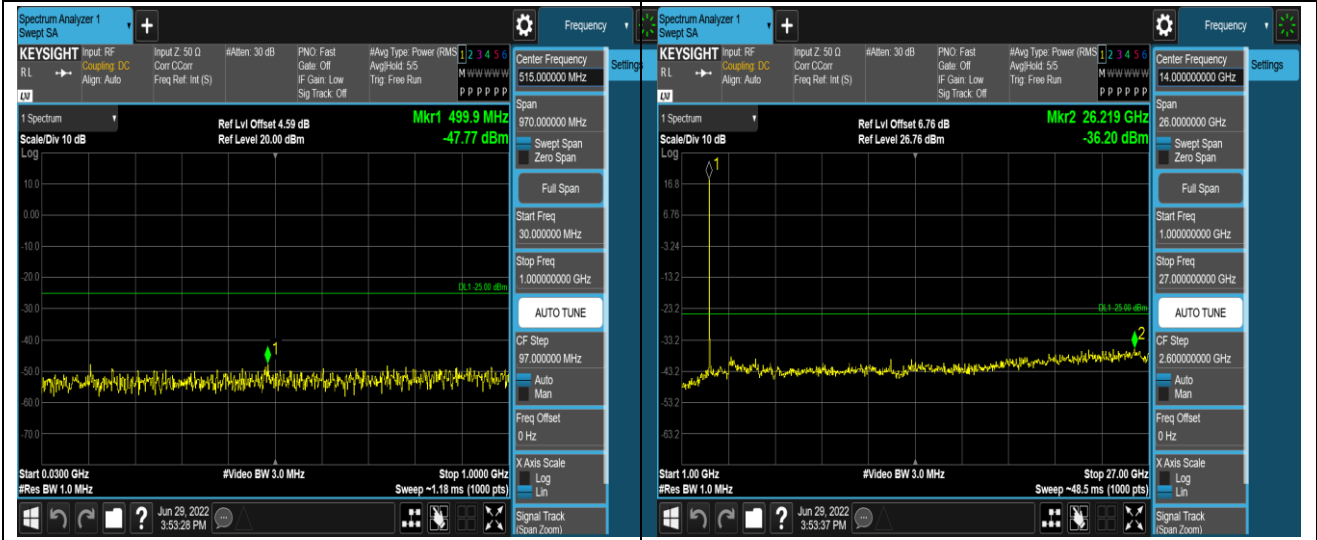 Spectrum Analyzer 1
Swept SA
+
Frequency
KEYSIGHT Input: RF Input Z: 50 Ω #Atten: 30 dB PNO: Fast #Avg Type: Power (RMS 1 2 3 4 5 6
RL Coupling: DC Corr CCorr Gate: Off Avg|Hold: 5/5 M W W W W W
Align: Auto Freq Ref: Int (S) IF Gain: Low Trig: Free Run
Sig Track: Off P P P P P P
LXI
Center Frequency
515.000000 MHz
Settings
1 Spectrum
Ref Lvl Offset 4.59 dB
Mkr1 499.9 MHz
Scale/Div 10 dB
Ref Level 20.00 dBm
-47.77 dBm
Log
10.0
0.00
-10.0
-20.0
-30.0
-40.0
-50.0
-60.0
-70.0
DL1 -25.00 dBm
1
Start 0.0300 GHz #Video BW 3.0 MHz Stop 1.0000 GHz
#Res BW 1.0 MHz Sweep ~1.18 ms (1000 pts)
Span
970.000000 MHz
Swept Span
Zero Span
Full Span
Start Freq
30.000000 MHz
Stop Freq
1.000000000 GHz
AUTO TUNE
CF Step
97.000000 MHz
Auto
Man
Freq Offset
0 Hz
X Axis Scale
Log
Lin
Signal Track
(Span Zoom)
?
Jun 29, 2022
3:53:28 PM
Spectrum Analyzer 1
Swept SA
+
Frequency
KEYSIGHT Input: RF Input Z: 50 Ω #Atten: 30 dB PNO: Fast #Avg Type: Power (RMS 1 2 3 4 5 6
RL Coupling: DC Corr CCorr Gate: Off Avg|Hold: 5/5 M W W W W W
Align: Auto Freq Ref: Int (S) IF Gain: Low Trig: Free Run
Sig Track: Off P P P P P P
LXI
Center Frequency
14.000000000 GHz
Settings
1 Spectrum
Ref Lvl Offset 6.76 dB
Mkr2 26.219 GHz
Scale/Div 10 dB
Ref Level 26.76 dBm
-36.20 dBm
Log
1
16.8
6.76
-3.24
-13.2
-23.2
-33.2
-43.2
-53.2
-63.2
DL1 -25.00 dBm
2
Start 1.00 GHz #Video BW 3.0 MHz Stop 27.00 GHz
#Res BW 1.0 MHz Sweep ~48.5 ms (1000 pts)
Span
26.0000000 GHz
Swept Span
Zero Span
Full Span
Start Freq
1.000000000 GHz
Stop Freq
27.000000000 GHz
AUTO TUNE
CF Step
2.600000000 GHz
Auto
Man
Freq Offset
0 Hz
X Axis Scale
Log
Lin
Signal Track
(Span Zoom)
?
Jun 29, 2022
3:53:37 PM